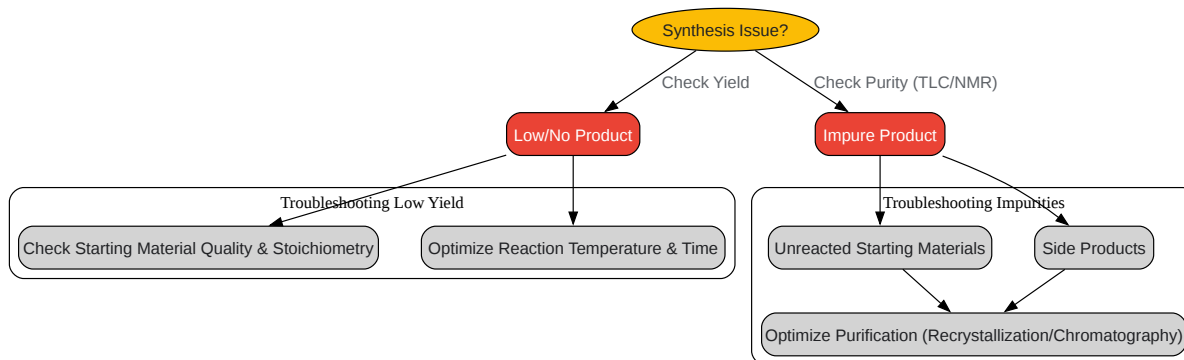 Synthesis Issue?
Check Yield
Check Purity (TLC/NMR)
Low/No Product
Impure Product
Troubleshooting Low Yield
Troubleshooting Impurities
Check Starting Material Quality & Stoichiometry
Optimize Reaction Temperature & Time
Unreacted Starting Materials
Side Products
Optimize Purification (Recrystallization/Chromatography)